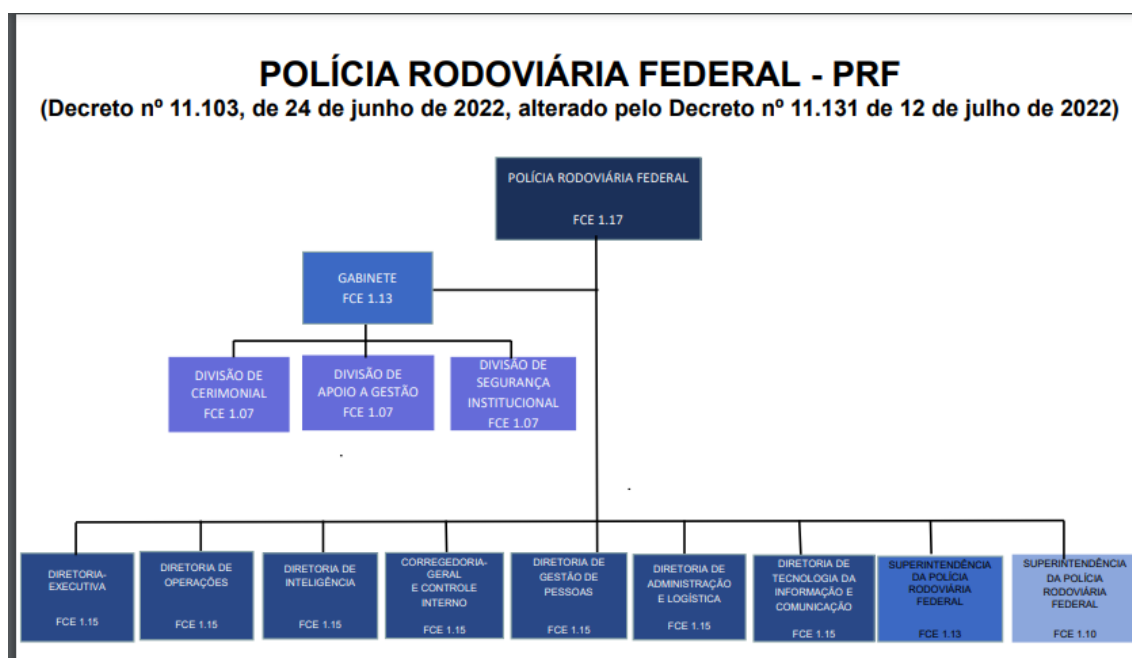 POLÍCIA RODOVIÁRIA FEDERAL - PRF
(Decreto nº 11.103, de 24 de junho de 2022, alterado pelo Decreto nº 11.131 de 12 de julho de 2022)
POLÍCIA RODOVIÁRIA FEDERAL
FCE 1.17
GABINETE
FCE 1.13
DIVISÃO DE
CERIMONIAL
FCE 1.07
DIVISÃO DE
APOIO A GESTÃO
FCE 1.07
DIVISÃO DE
SEGURANÇA
INSTITUCIONAL
FCE 1.07
DIRETORIA-
EXECUTIVA
FCE 1.15
DIRETORIA DE
OPERAÇÕES
FCE 1.15
DIRETORIA DE
INTELIGÊNCIA
FCE 1.15
CORREGEDORIA-
GERAL
E CONTROLE
INTERNO
FCE 1.15
DIRETORIA DE
GESTÃO DE
PESSOAS
FCE 1.15
DIRETORIA DE
ADMINISTRAÇÃO
E LOGÍSTICA
FCE 1.15
DIRETORIA DE
TECNOLOGIA DA
INFORMAÇÃO E
COMUNICAÇÃO
FCE 1.15
SUPERINTENDÊNCIA
DA POLÍCIA
RODOVIÁRIA
FEDERAL
FCE 1.13
SUPERINTENDÊNCIA
DA POLÍCIA
RODOVIÁRIA
FEDERAL
FCE 1.10